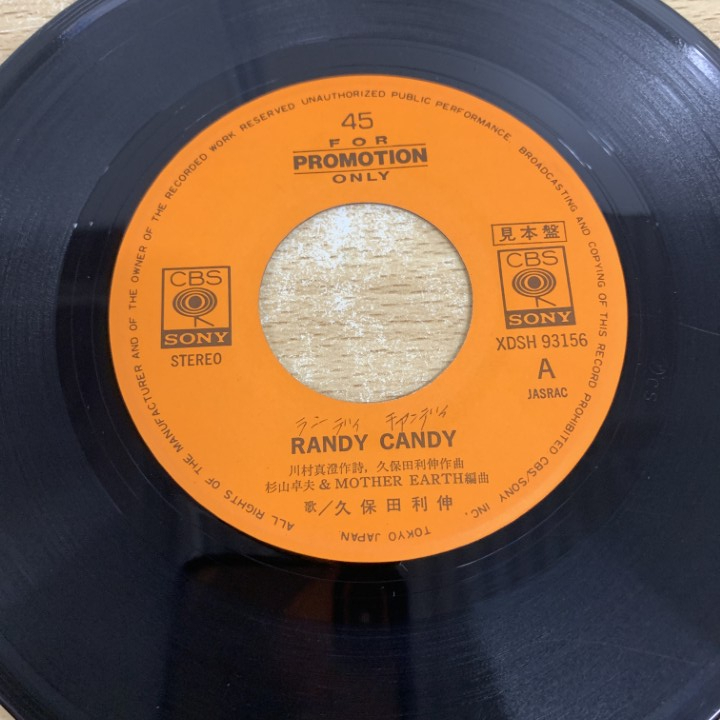 ALL RIGHTS OF THE MANUFACTURER AND OF THE OWNER OF THE RECORDED WORK RESERVED UNAUTHORIZED PUBLIC PERFORMANCE BROADCASTING AND COPYING OF THIS RECORD PROHIBITED CBS/SONY INC.
TOKYO JAPAN
45
FOR
PROMOTION
ONLY
見本盤
CBS
SONY
STEREO
CBS
SONY
XDSH 93156
A
JASRAC
ランディ キャンディ
RANDY CANDY
川村真澄作詩, 久保田利伸作曲
杉山卓夫 & MOTHER EARTH編曲
歌/久保田利伸